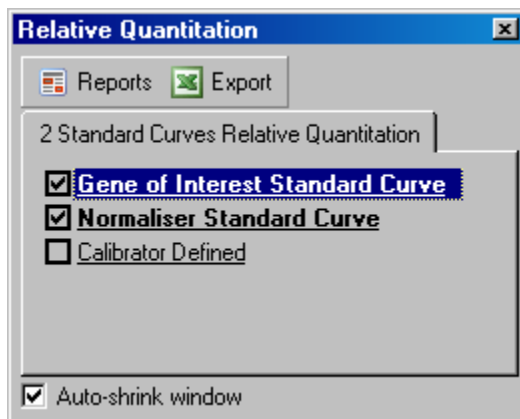 Relative Quantitation
Reports Export
2 Standard Curves Relative Quantitation
Gene of Interest Standard Curve
Normaliser Standard Curve
Calibrator Defined
Auto-shrink window